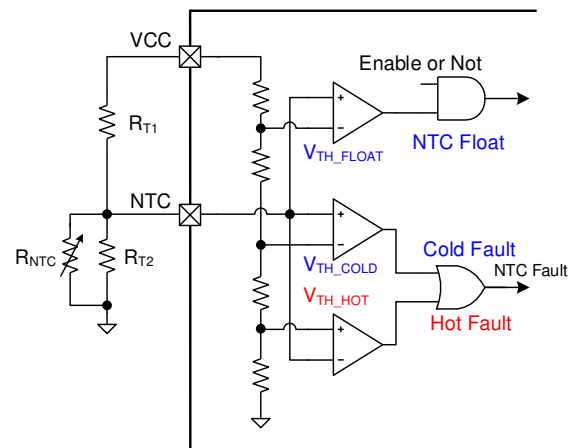 VCC
Enable or Not
+
RT1
−
VTH_FLOAT
NTC Float
NTC
+
RNTC
RT2
−
Cold Fault
VTH_COLD
NTC Fault
VTH_HOT
+
Hot Fault
−